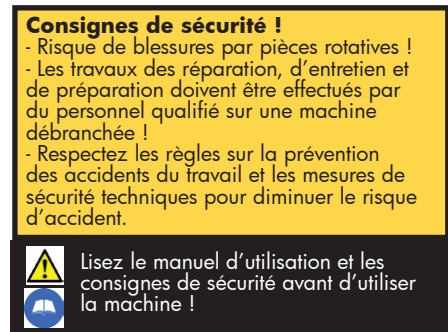 Consignes de sécurité !
- Risque de blessures par pièces rotatives !
- Les travaux des réparation, d'entretien et
de préparation doivent être effectués par
du personnel qualifié sur une machine
débranchée !
- Respectez les règles sur la prévention
des accidents du travail et les mesures de
sécurité techniques pour diminuer le risque
d'accident.
Lisez le manuel d'utilisation et les
consignes de sécurité avant d'utiliser
la machine !